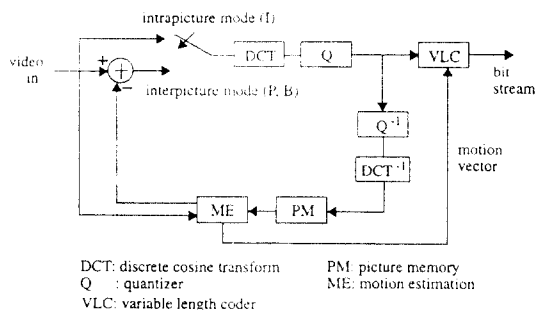 intrapicture mode (I)
video
in
+
+
−
interpicture mode (P, B)
DCT
Q
VLC
bit
stream
Q -1
DCT -1
motion
vector
ME
PM
DCT: discrete cosine transform
Q : quantizer
VLC: variable length coder
PM: picture memory
ME: motion estimation